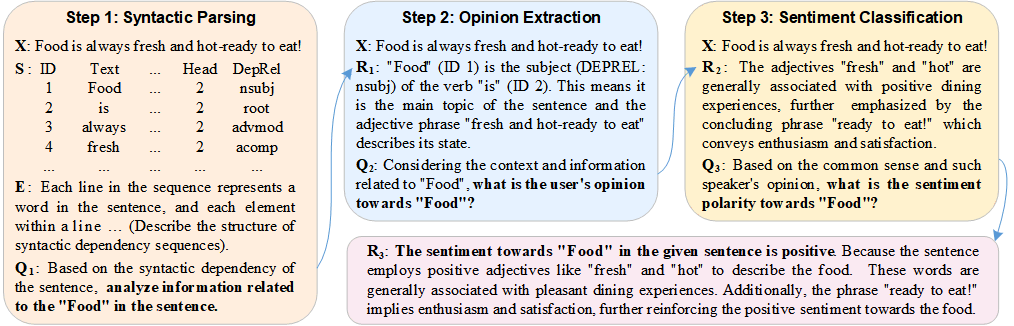 Step 1: Syntactic Parsing
X: Food is always fresh and hot-ready to eat!
S: ID Text ... Head DepRel
1 Food ... 2 nsubj
2 is ... 2 root
3 always ... 2 advmod
4 fresh ... 2 acomp
... ... ... ... ...
E: Each line in the sequence represents a
word in the sentence, and each element
within a line ... (Describe the structure of
syntactic dependency sequences).
Q1: Based on the syntactic dependency of
the sentence, analyze information related
to the "Food" in the sentence.
Step 2: Opinion Extraction
X: Food is always fresh and hot-ready to eat!
R1: "Food" (ID 1) is the subject (DEPREL:
nsubj) of the verb "is" (ID 2). This means it
is the main topic of the sentence and the
adjective phrase "fresh and hot-ready to eat"
describes its state.
Q2: Considering the context and information
related to "Food", what is the user's opinion
towards "Food"?
Step 3: Sentiment Classification
X: Food is always fresh and hot-ready to eat!
R2: The adjectives "fresh" and "hot" are
generally associated with positive dining
experiences, further emphasized by the
concluding phrase "ready to eat!" which
conveys enthusiasm and satisfaction.
Q3: Based on the common sense and such
speaker's opinion, what is the sentiment
polarity towards "Food"?
R3: The sentiment towards "Food" in the given sentence is positive. Because the sentence
employs positive adjectives like "fresh" and "hot" to describe the food. These words are
generally associated with pleasant dining experiences. Additionally, the phrase "ready to eat!"
implies enthusiasm and satisfaction, further reinforcing the positive sentiment towards the food.